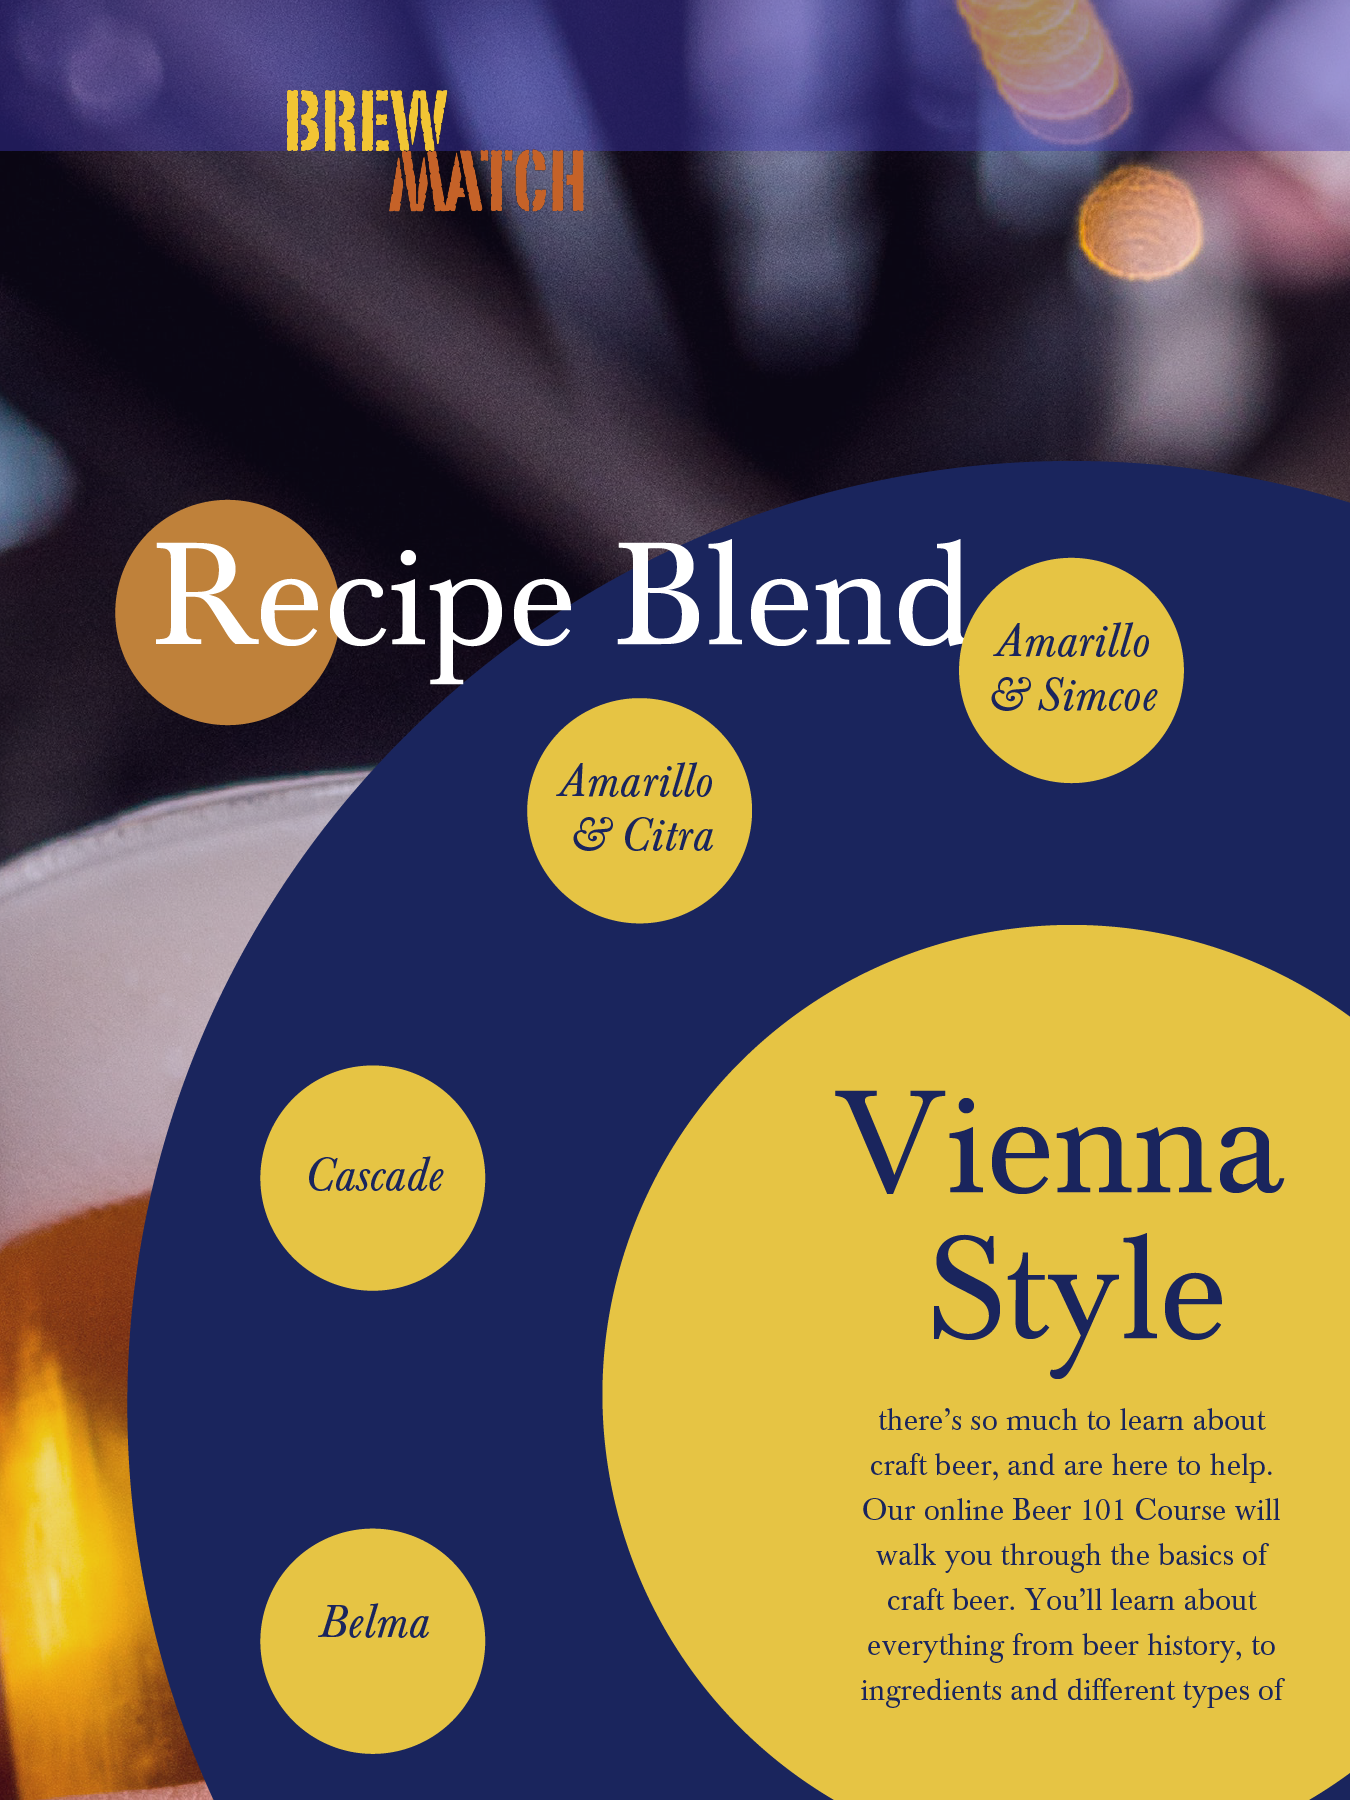 BREW
MATCH
Recipe Blend
Amarillo
& Simcoe
Amarillo
& Citra
Cascade
Belma
Vienna
Style
there’s so much to learn about
craft beer, and are here to help.
Our online Beer 101 Course will
walk you through the basics of
craft beer. You’ll learn about
everything from beer history, to
ingredients and different types of